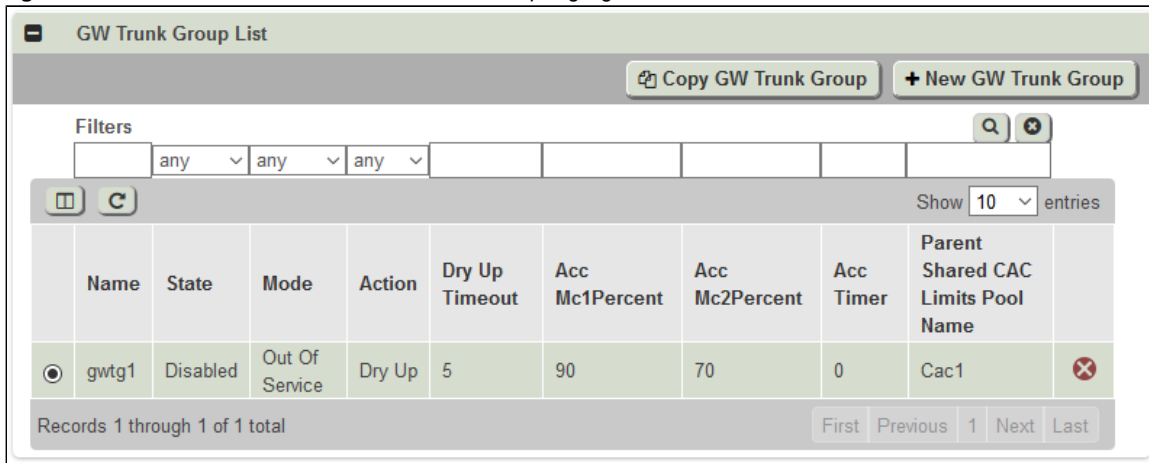 GW Trunk Group List
Copy GW Trunk Group + New GW Trunk Group
Filters
any any any
Show 10 entries
Name State Mode Action Dry Up Timeout Acc Mc1Percent Acc Mc2Percent Acc Timer Parent Shared CAC Limits Pool Name
gwtg1 Disabled Out Of Service Dry Up 5 90 70 0 Cac1
Records 1 through 1 of 1 total First Previous 1 Next Last